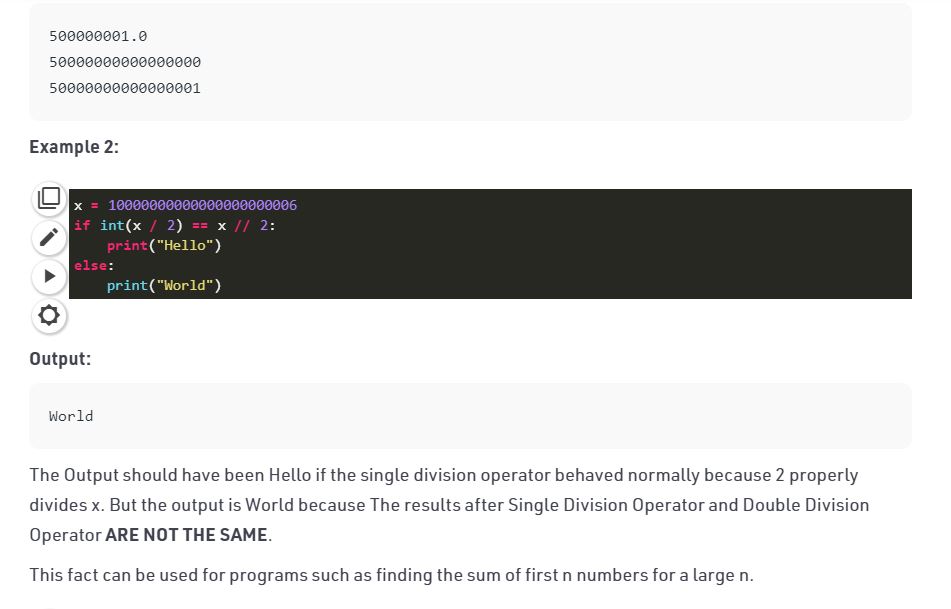 500000001.0
50000000000000000
50000000000000001
Example 2:
x = 10000000000000000000006
if int(x / 2) == x // 2:
print("Hello")
else:
print("World")
Output:
World
The Output should have been Hello if the single division operator behaved normally because 2 properly
divides x. But the output is World because The results after Single Division Operator and Double Division
Operator ARE NOT THE SAME.
This fact can be used for programs such as finding the sum of first n numbers for a large n.